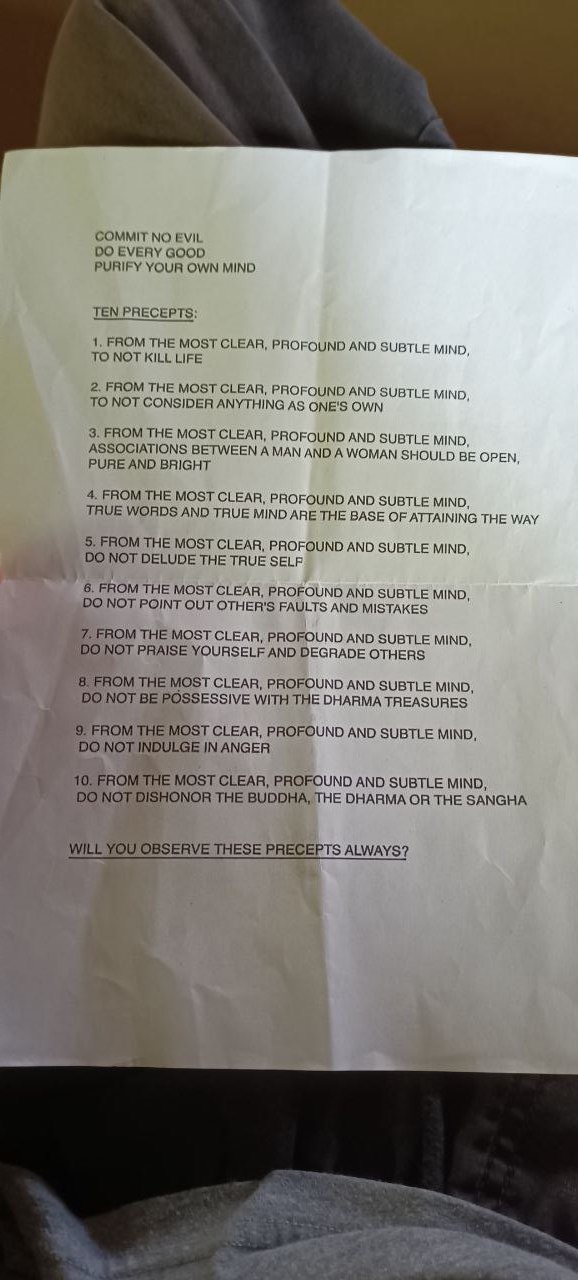 COMMIT NO EVIL
DO EVERY GOOD
PURIFY YOUR OWN MIND
TEN PRECEPTS:
1. FROM THE MOST CLEAR, PROFOUND AND SUBTLE MIND,
TO NOT KILL LIFE
2. FROM THE MOST CLEAR, PROFOUND AND SUBTLE MIND,
TO NOT CONSIDER ANYTHING AS ONE'S OWN
3. FROM THE MOST CLEAR, PROFOUND AND SUBTLE MIND,
ASSOCIATIONS BETWEEN A MAN AND A WOMAN SHOULD BE OPEN,
PURE AND BRIGHT
4. FROM THE MOST CLEAR, PROFOUND AND SUBTLE MIND,
TRUE WORDS AND TRUE MIND ARE THE BASE OF ATTAINING THE WAY
5. FROM THE MOST CLEAR, PROFOUND AND SUBTLE MIND,
DO NOT DELUDE THE TRUE SELF
6. FROM THE MOST CLEAR, PROFOUND AND SUBTLE MIND,
DO NOT POINT OUT OTHER'S FAULTS AND MISTAKES
7. FROM THE MOST CLEAR, PROFOUND AND SUBTLE MIND,
DO NOT PRAISE YOURSELF AND DEGRADE OTHERS
8. FROM THE MOST CLEAR, PROFOUND AND SUBTLE MIND,
DO NOT BE POSSESSIVE WITH THE DHARMA TREASURES
9. FROM THE MOST CLEAR, PROFOUND AND SUBTLE MIND,
DO NOT INDULGE IN ANGER
10. FROM THE MOST CLEAR, PROFOUND AND SUBTLE MIND,
DO NOT DISHONOR THE BUDDHA, THE DHARMA OR THE SANGHA
WILL YOU OBSERVE THESE PRECEPTS ALWAYS?